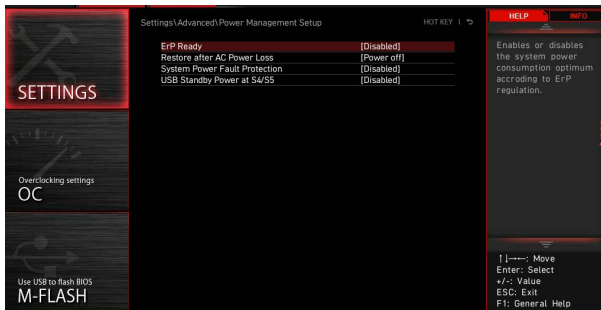 Settings\Advanced\Power Management Setup
HOT KEY |
HELP
INFO
SETTINGS
Overclocking settings
OC
Use USB to flash BIOS
M-FLASH
ErP Ready [Disabled]
Restore after AC Power Loss [Power off]
System Power Fault Protection [Disabled]
USB Standby Power at S4/S5 [Disabled]
Enables or disables
the system power
consumption optimum
accroding to ErP
regulation.
↑↓→←: Move
Enter: Select
+/-: Value
ESC: Exit
F1: General Help